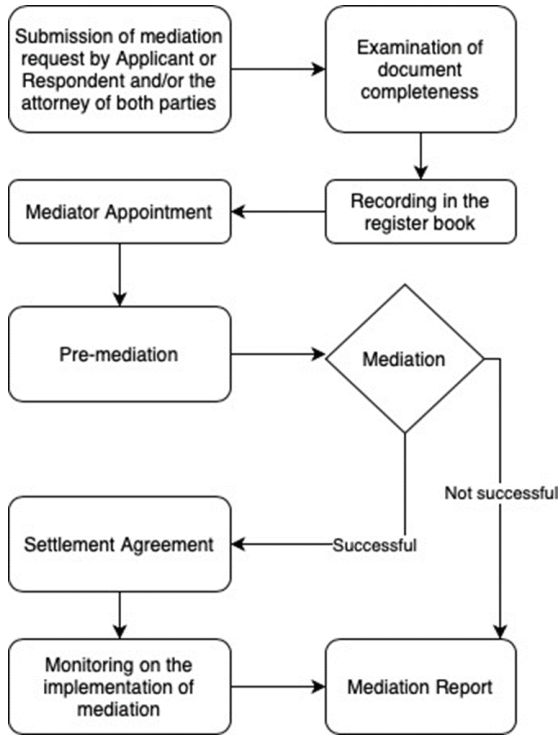 Submission of mediation
request by Applicant or
Respondent and/or the
attorney of both parties
Examination of
document
completeness
Recording in the
register book
Mediator Appointment
Pre-mediation
Mediation
Not successful
Successful
Settlement Agreement
Monitoring on the
implementation of
mediation
Mediation Report